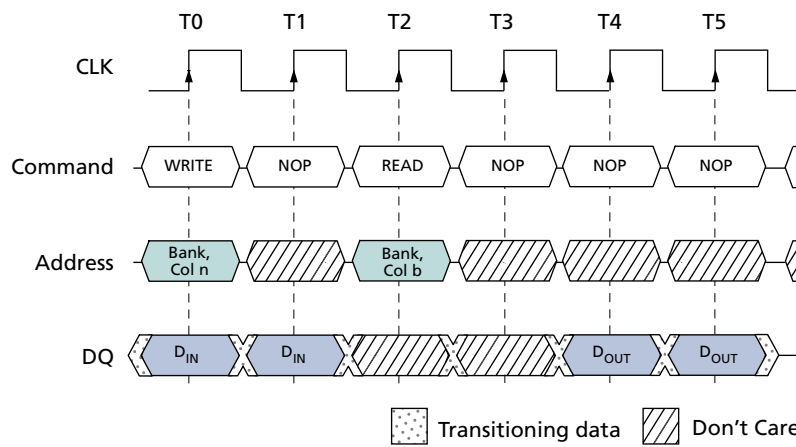 T0 T1 T2 T3 T4 T5
CLK
Command WRITE NOP READ NOP NOP NOP
Address Bank, Col n Bank, Col b
DQ DIN DIN DOUT DOUT
Transitioning data Don't Care